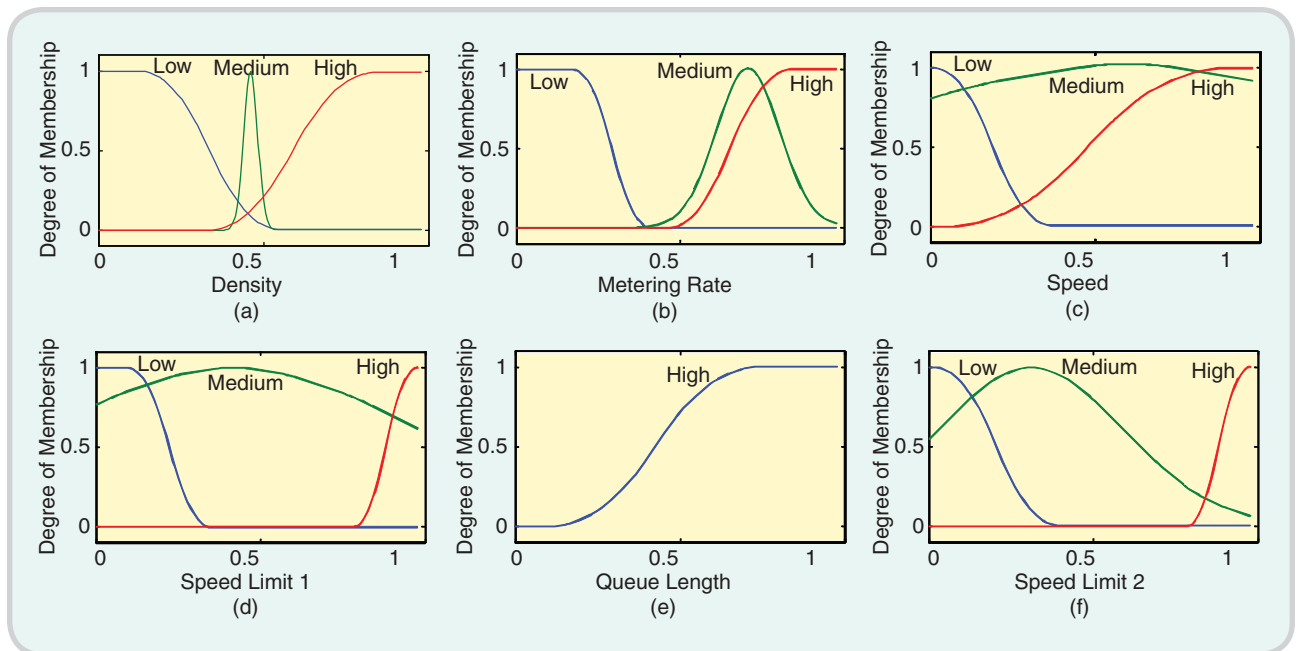 Degree of Membership
1
0.5
0
Low
Medium
High
0
0.5
1
Density
(a)
Degree of Membership
1
0.5
0
Low
Medium
High
0
0.5
1
Metering Rate
(b)
Degree of Membership
1
0.5
0
Low
Medium
High
0
0.5
1
Speed
(c)
Degree of Membership
1
0.5
0
Low
Medium
High
0
0.5
1
Speed Limit 1
(d)
Degree of Membership
1
0.5
0
High
0
0.5
1
Queue Length
(e)
Degree of Membership
1
0.5
0
Low
Medium
High
0
0.5
1
Speed Limit 2
(f)